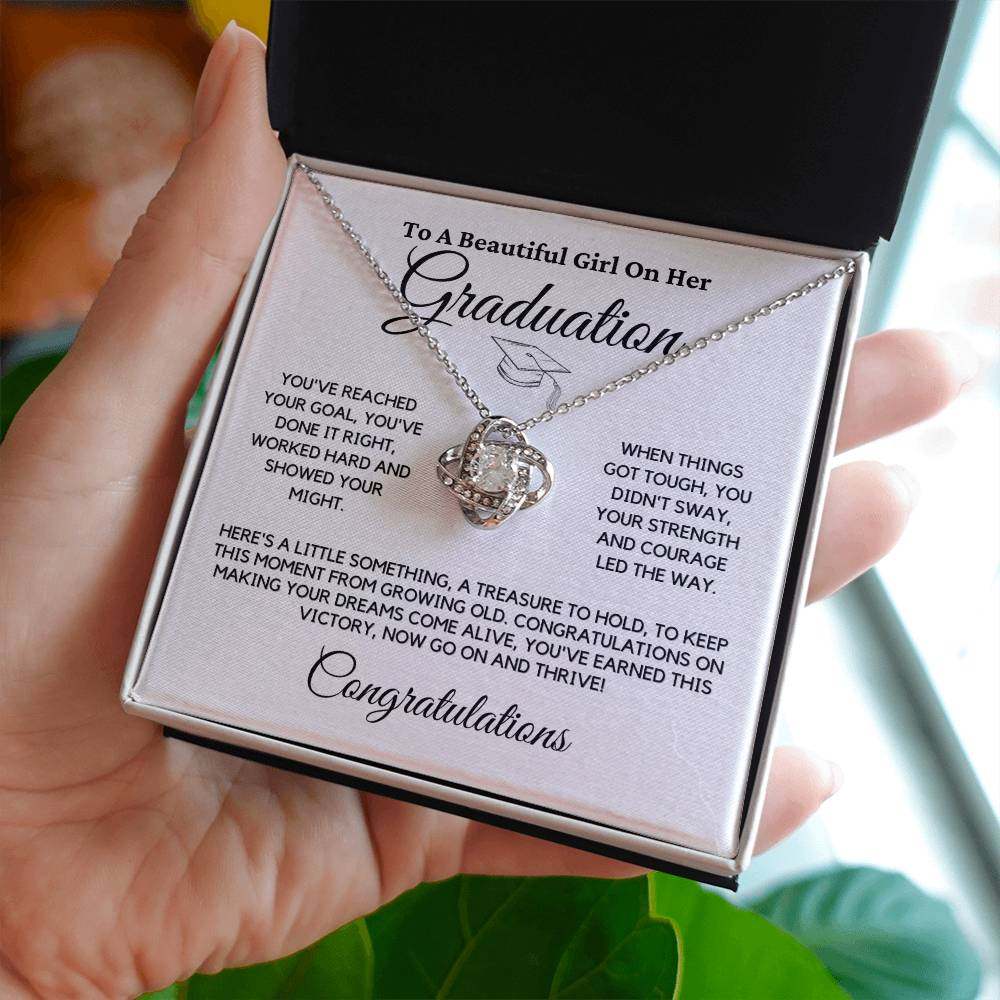 To A Beautiful Girl On Her
Graduation
YOU'VE REACHED
YOUR GOAL, YOU'VE
DONE IT RIGHT,
WORKED HARD AND
SHOWED YOUR
MIGHT.
WHEN THINGS
GOT TOUGH, YOU
DIDN'T SWAY,
YOUR STRENGTH
AND COURAGE
LED THE WAY.
HERE'S A LITTLE SOMETHING, A TREASURE TO HOLD, TO KEEP
THIS MOMENT FROM GROWING OLD. CONGRATULATIONS ON
MAKING YOUR DREAMS COME ALIVE, YOU'VE EARNED THIS
VICTORY, NOW GO ON AND THRIVE!
Congratulations